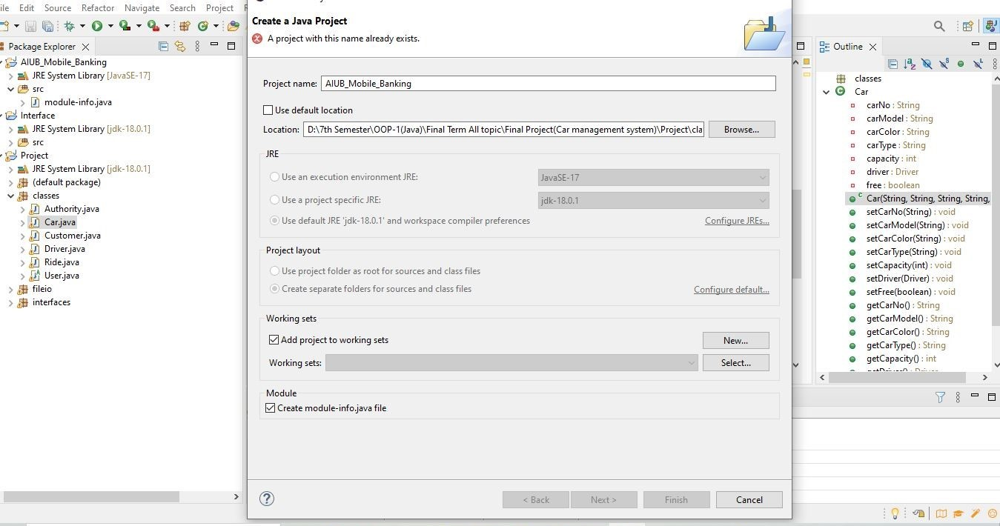 ile Edit Source Refactor Navigate Search Project
Package Explorer
AIUB_Mobile_Banking
JRE System Library [JavaSE-17]
src
module-info.java
Interface
JRE System Library [jdk-18.0.1]
src
Project
JRE System Library [jdk-18.0.1]
(default package)
classes
Authority.java
Car.java
Customer.java
Driver.java
Ride.java
User.java
fileio
interfaces
Create a Java Project
A project with this name already exists.
Project name: AIUB_Mobile_Banking
Use default location
Location: D:\7th Semester\OOP-1(Java)\Final Term All topic\Final Project(Car management system)\Project\cla Browse...
JRE
Use an execution environment JRE: JavaSE-17
Use a project specific JRE: jdk-18.0.1
Use default JRE 'jdk-18.0.1' and workspace compiler preferences Configure JREs...
Project layout
Use project folder as root for sources and class files
Create separate folders for sources and class files Configure default...
Working sets
Add project to working sets New...
Working sets: Select...
Module
Create module-info.java file
? < Back Next > Finish Cancel
Outline
classes
Car
carNo : String
carModel : String
carColor : String
carType : String
capacity : int
driver : Driver
free : boolean
Car(String, String, String, String,
setCarNo(String) : void
setCarModel(String) : void
setCarColor(String) : void
setCarType(String) : void
setCapacity(int) : void
setDriver(Driver) : void
setFree(boolean) : void
getCarNo() : String
getCarModel() : String
getCarColor() : String
getCarType() : String
getCapacity() : int
getDriver() : Driver